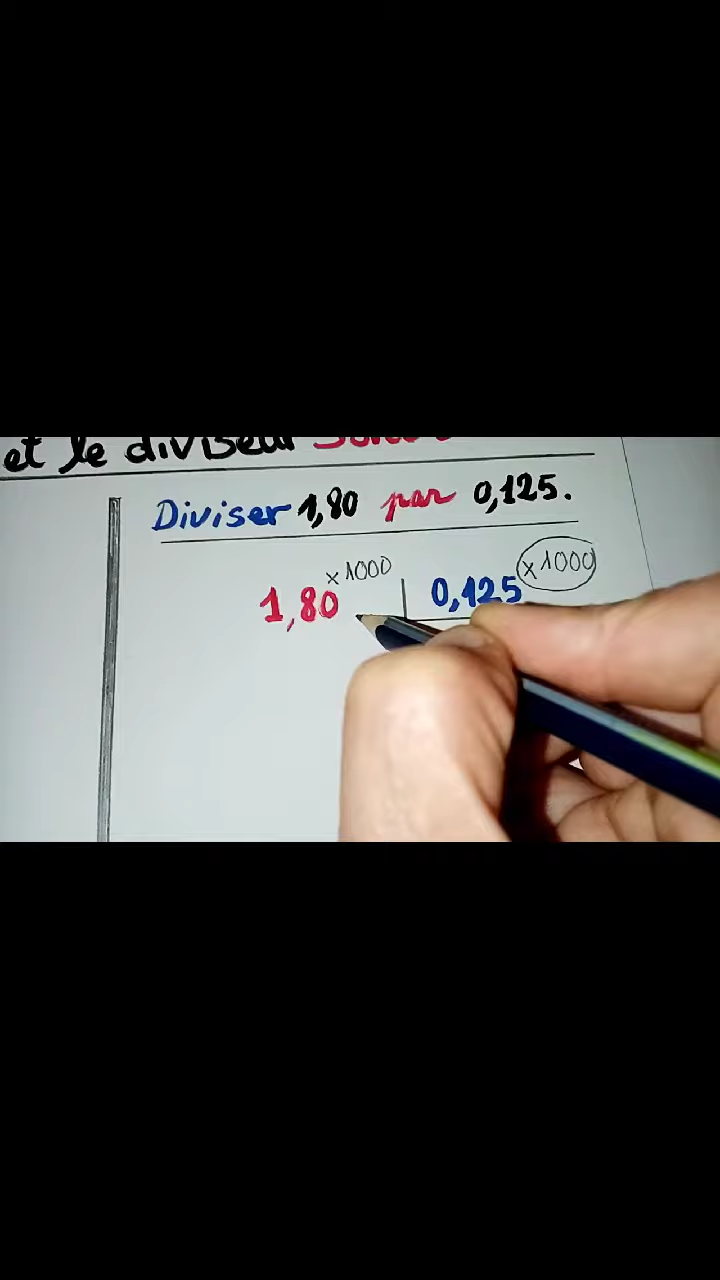 et le diviseur
Diviser 1,80 par 0,125.
1,80 x 1000 0,125 x 1000